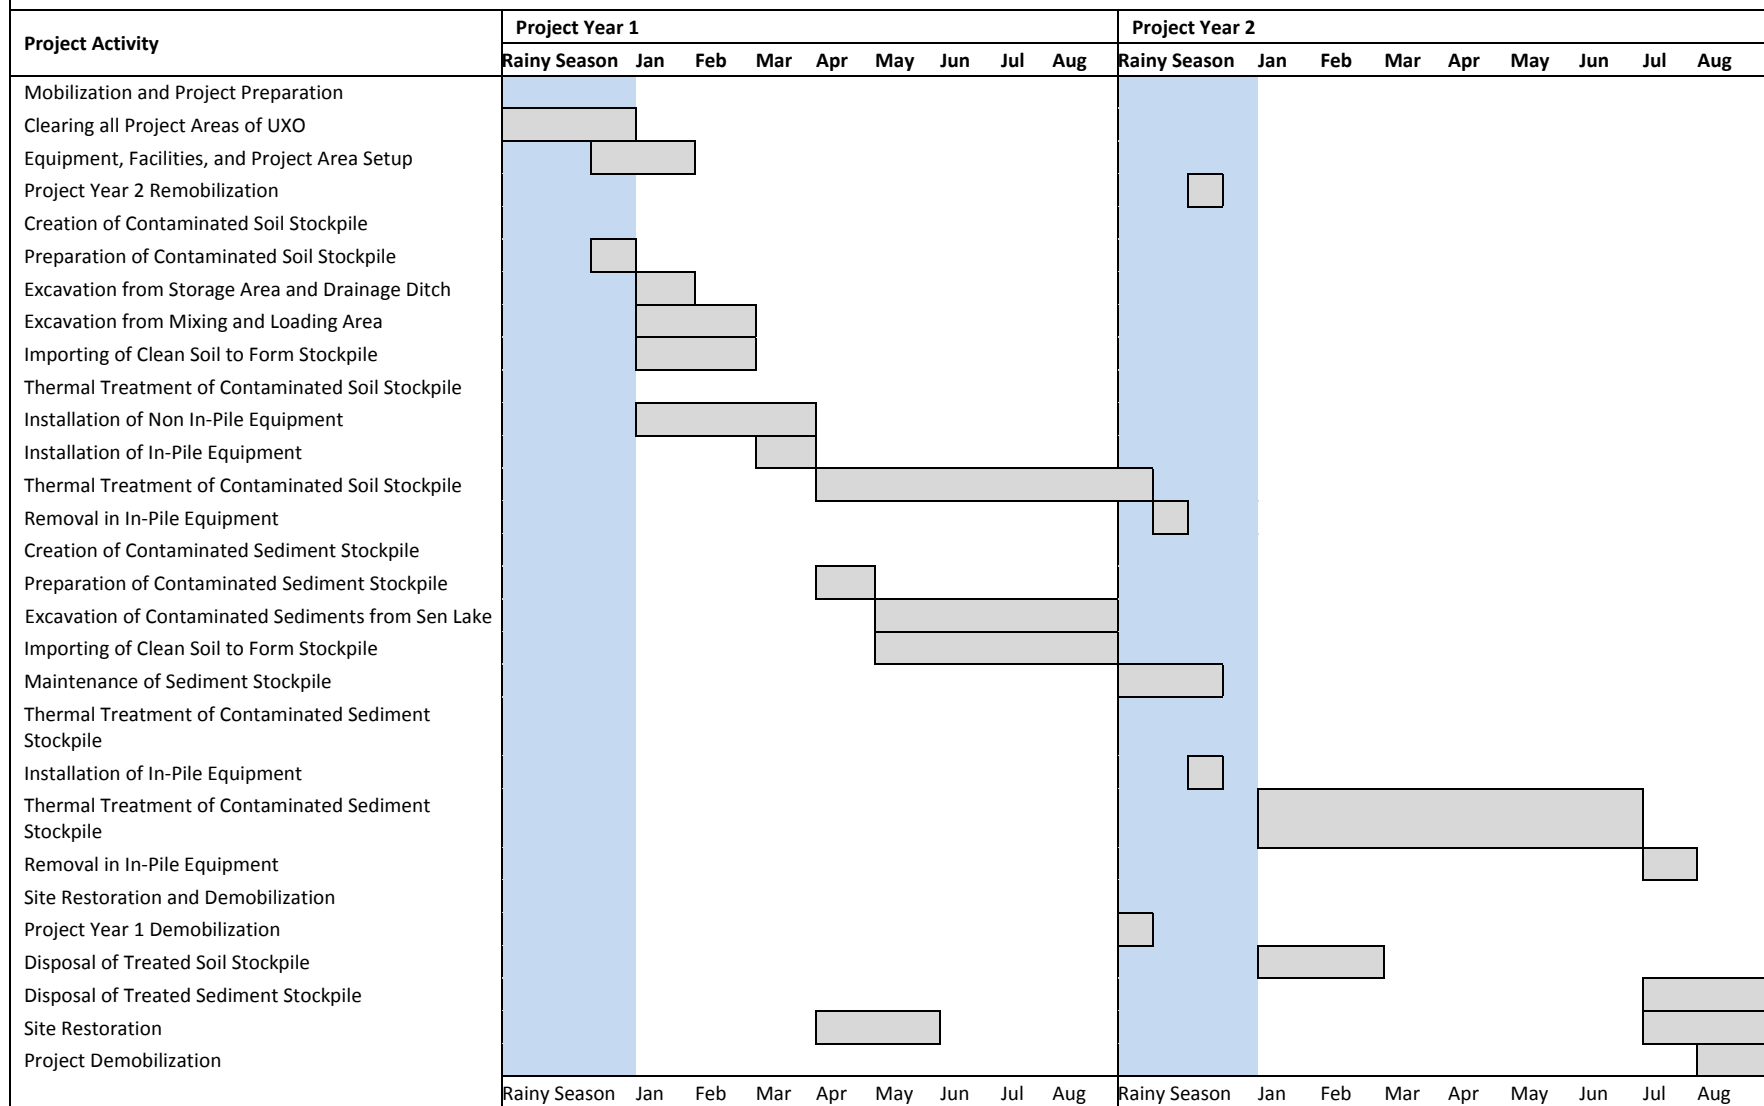 Project Activity
Project Year 1
Project Year 2
Rainy Season Jan Feb Mar Apr May Jun Jul Aug Rainy Season Jan Feb Mar Apr May Jun Jul Aug
Mobilization and Project Preparation
Clearing all Project Areas of UXO
Equipment, Facilities, and Project Area Setup
Project Year 2 Remobilization
Creation of Contaminated Soil Stockpile
Preparation of Contaminated Soil Stockpile
Excavation from Storage Area and Drainage Ditch
Excavation from Mixing and Loading Area
Importing of Clean Soil to Form Stockpile
Thermal Treatment of Contaminated Soil Stockpile
Installation of Non In-Pile Equipment
Installation of In-Pile Equipment
Thermal Treatment of Contaminated Soil Stockpile
Removal in In-Pile Equipment
Creation of Contaminated Sediment Stockpile
Preparation of Contaminated Sediment Stockpile
Excavation of Contaminated Sediments from Sen Lake
Importing of Clean Soil to Form Stockpile
Maintenance of Sediment Stockpile
Thermal Treatment of Contaminated Sediment
Stockpile
Installation of In-Pile Equipment
Thermal Treatment of Contaminated Sediment
Stockpile
Removal in In-Pile Equipment
Site Restoration and Demobilization
Project Year 1 Demobilization
Disposal of Treated Soil Stockpile
Disposal of Treated Sediment Stockpile
Site Restoration
Project Demobilization
Rainy Season Jan Feb Mar Apr May Jun Jul Aug Rainy Season Jan Feb Mar Apr May Jun Jul Aug